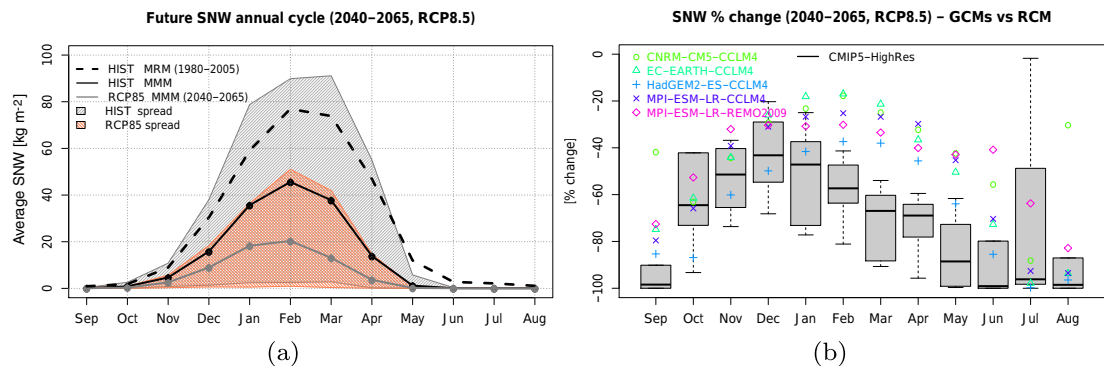 Future SNW annual cycle (2040−2065, RCP8.5)
Average SNW [kg m-2]
100
80
60
40
20
0
HIST MRM (1980−2005)
HIST MMM
RCP85 MMM (2040−2065)
HIST spread
RCP85 spread
Sep Oct Nov Dec Jan Feb Mar Apr May Jun Jul Aug
(a)
SNW % change (2040−2065, RCP8.5) − GCMs vs RCM
[% change]
0
−20
−40
−60
−80
−100
CNRM−CM5−CCLM4
EC−EARTH−CCLM4
HadGEM2−ES−CCLM4
MPI−ESM−LR−CCLM4
MPI−ESM−LR−REMO2009
CMIP5−HighRes
Sep Oct Nov Dec Jan Feb Mar Apr May Jun Jul Aug
(b)